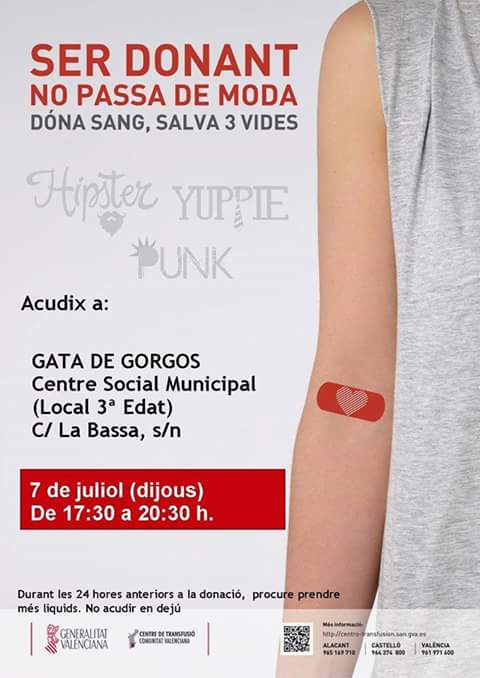 SER DONANT
NO PASSA DE MODA
DÓNA SANG, SALVA 3 VIDES
Hipster YUPPIE
PUNK
Acudix a:
GATA DE GORGOS
Centre Social Municipal
(Local 3ª Edat)
C/ La Bassa, s/n
7 de juliol (dijous)
De 17:30 a 20:30 h.
Durant les 24 hores anteriors a la donació, procure prendre
més liquids. No acudir en dejú
GENERALITAT
VALENCIANA
CENTRE DE TRANSFUSIÓ
COMUNITAT VALENCIANA
Més informació:
http://centro-transfusion.san.gva.es
ALACANT
965 169 710
CASTELLÓ
964 374 800
VALÈNCIA
961 971 600